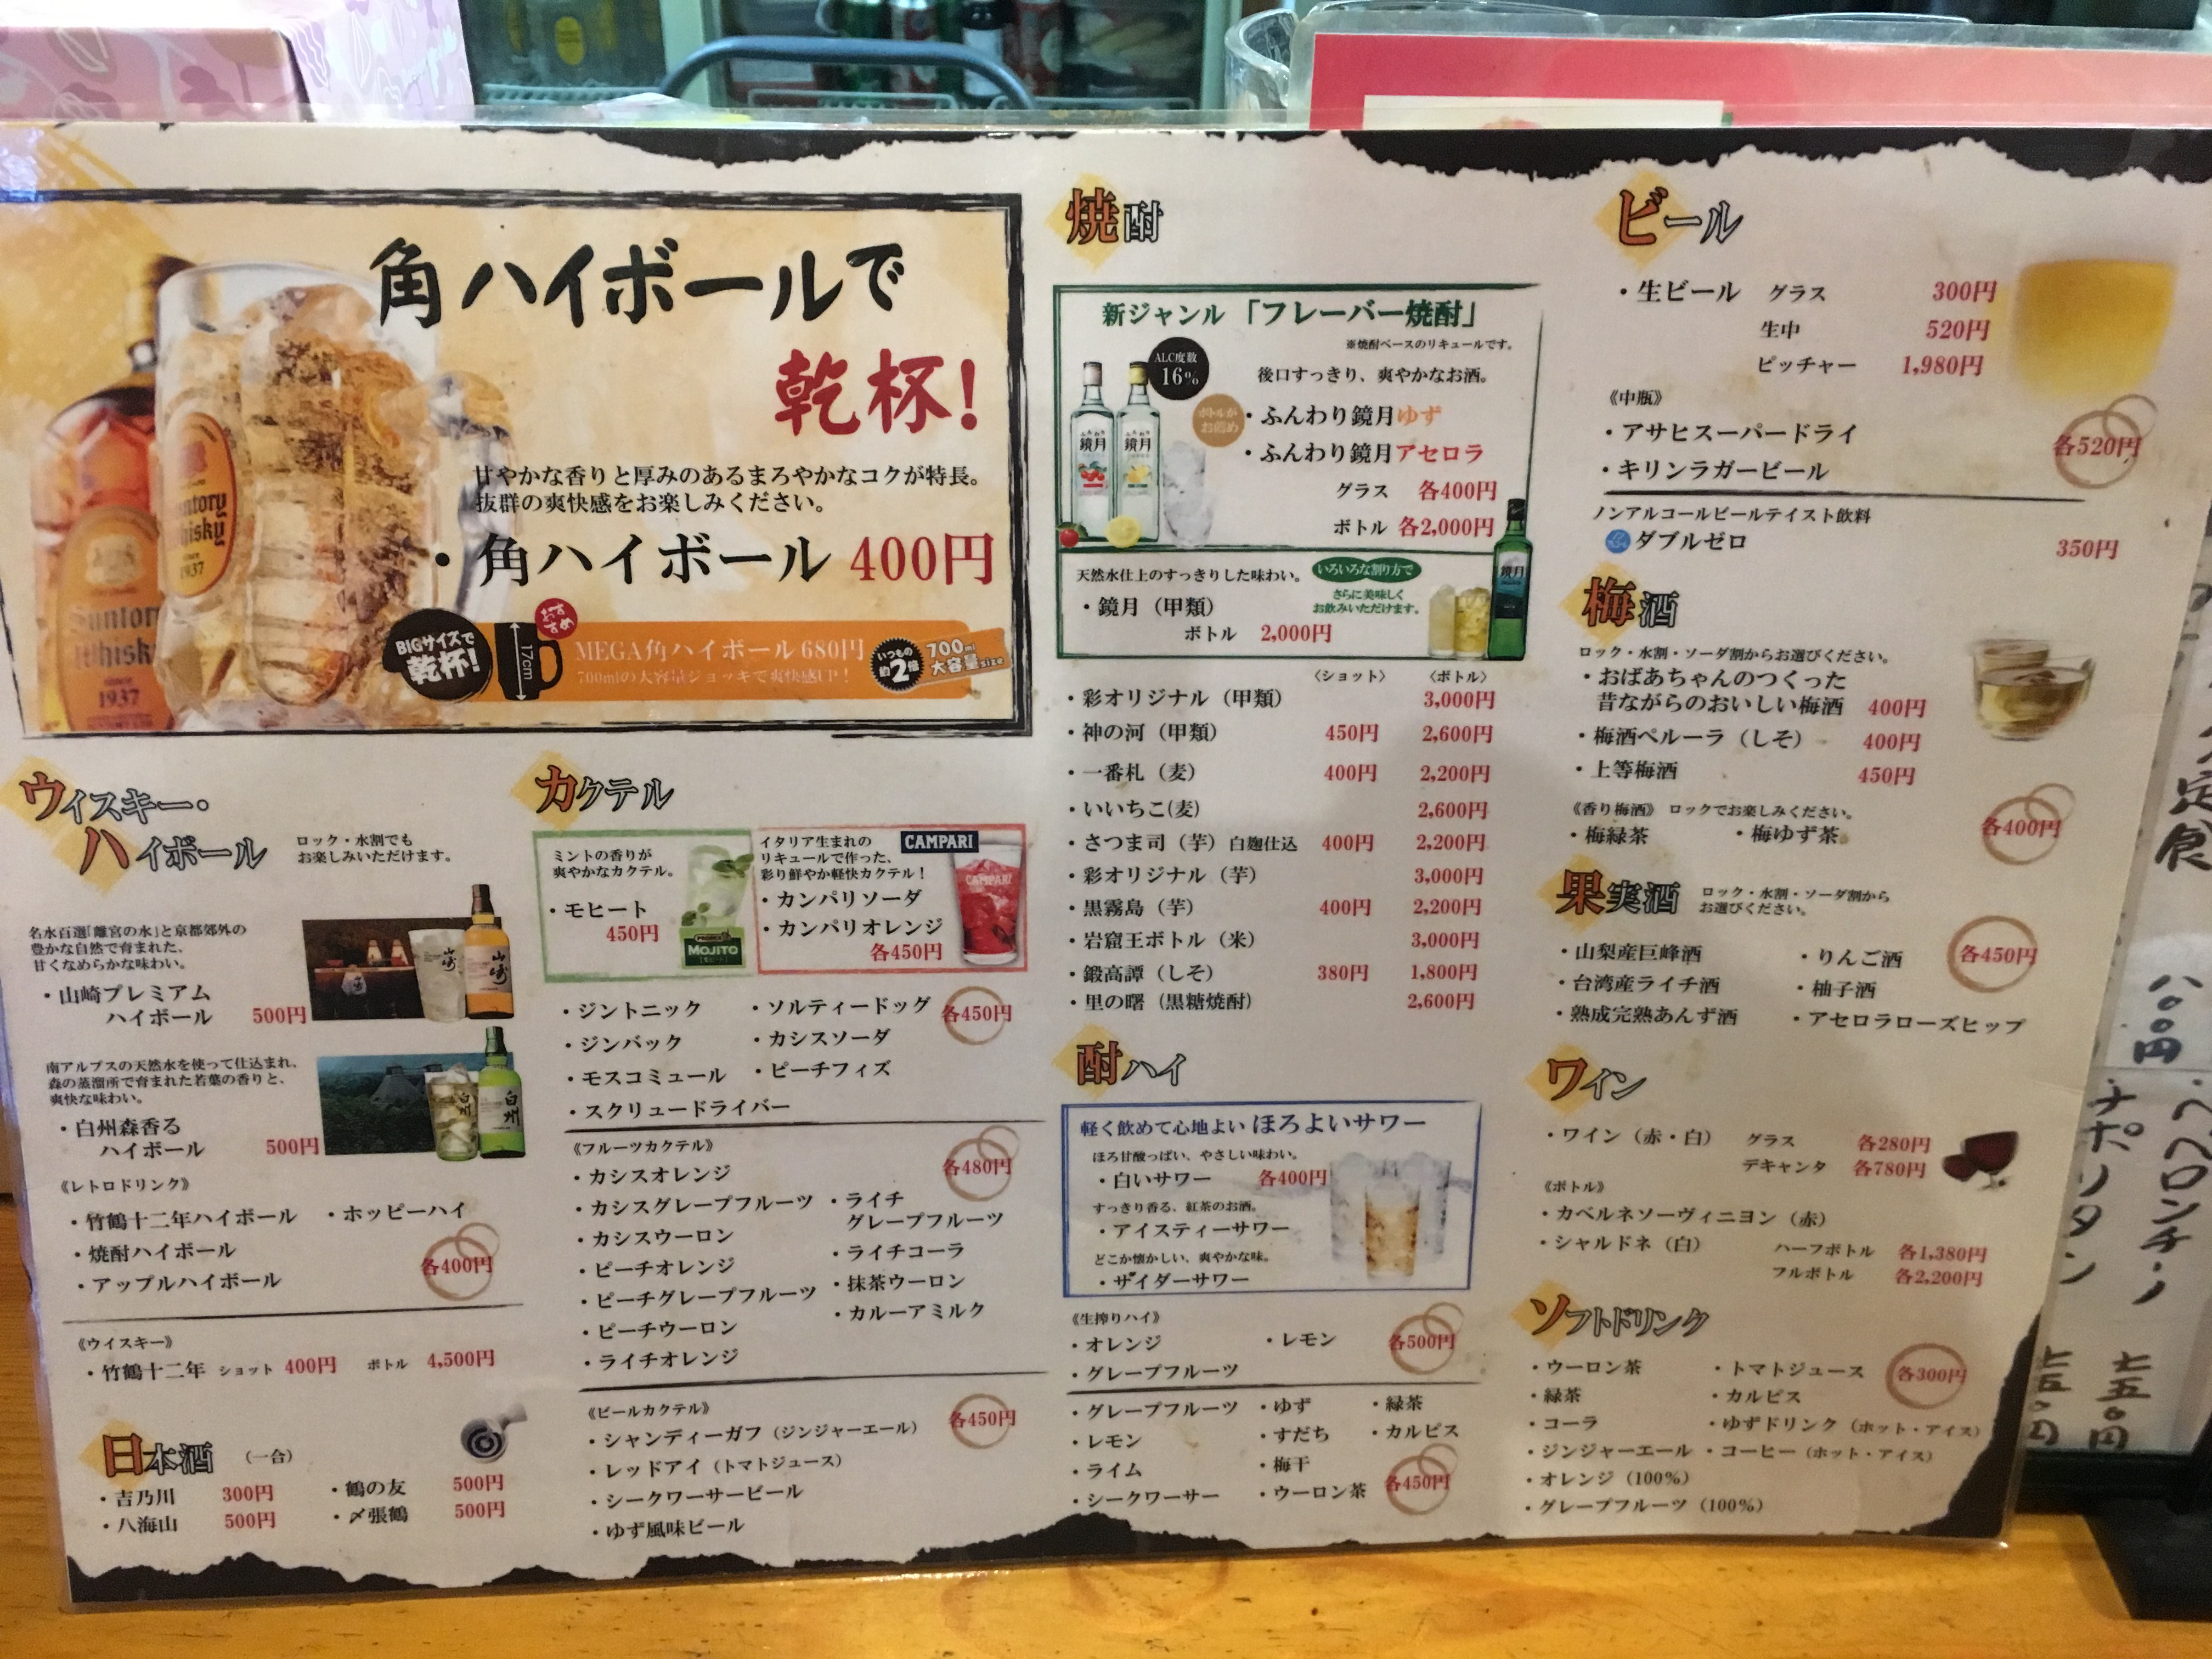 角ハイボールで
乾杯!
甘やかな香りと厚みのあるまろやかなコクが特長。
抜群の爽快感をお楽しみください。
・角ハイボール 400円
Suntory
Whisky
since
1937
BIGサイズで
乾杯!
17cm
おすすめ
MEGA角ハイボール 680円
700mlの大容量ジョッキで爽快感UP!
いつもの
約2倍
700ml
大容量size
ウイスキー・
ハイボール
ロック・水割でも
お楽しみいただけます。
名水百選「離宮の水」と京都郊外の
豊かな自然で育まれた、
甘くなめらかな味わい。
・山崎プレミアム
ハイボール 500円
山崎
南アルプスの天然水を使って仕込まれ、
森の蒸溜所で育まれた若葉の香りと、
爽快な味わい。
・白州森香る
ハイボール 500円
白州
《レトロドリンク》
・竹鶴十二年ハイボール ・ホッピーハイ
・焼酎ハイボール
・アップルハイボール
各400円
《ウイスキー》
・竹鶴十二年 ショット 400円 ボトル 4,500円
日本酒 (一合)
・吉乃川 300円 ・鶴の友 500円
・八海山 500円 ・〆張鶴 500円
カクテル
ミントの香りが
爽やかなカクテル。
・モヒート
450円
MOJITO
イタリア生まれの
リキュールで作った、
彩り鮮やか軽快カクテル!
CAMPARI
・カンパリソーダ
・カンパリオレンジ
各450円
・ジントニック ・ソルティードッグ 各450円
・ジンバック ・カシスソーダ
・モスコミュール ・ピーチフィズ
・スクリュードライバー
《フルーツカクテル》
各480円
・カシスオレンジ
・カシスグレープフルーツ ・ライチ
グレープフルーツ
・カシスウーロン
・ピーチオレンジ ・ライチコーラ
・ピーチグレープフルーツ ・抹茶ウーロン
・ピーチウーロン ・カルーアミルク
・ライチオレンジ
《ビールカクテル》
各450円
・シャンディーガフ（ジンジャーエール）
・レッドアイ（トマトジュース）
・シークワーサービール
・ゆず風味ビール
焼酎
新ジャンル「フレーバー焼酎」
※焼酎ベースのリキュールです。
ALC度数
16%
後口すっきり、爽やかなお酒。
ボトルが
お薦め
・ふんわり鏡月ゆず
・ふんわり鏡月アセロラ
グラス 各400円
ボトル 各2,000円
鏡月
天然水仕上のすっきりした味わい。
いろいろな割り方で
さらに美味しく
お飲みいただけます。
・鏡月（甲類）
ボトル 2,000円
〈ショット〉 〈ボトル〉
・彩オリジナル（甲類） 3,000円
・神の河（甲類） 450円 2,600円
・一番札（麦） 400円 2,200円
・いいちこ(麦) 2,600円
・さつま司（芋）白麹仕込 400円 2,200円
・彩オリジナル（芋） 3,000円
・黒霧島（芋） 400円 2,200円
・岩窟王ボトル（米） 3,000円
・鍛高譚（しそ） 380円 1,800円
・里の曙（黒糖焼酎） 2,600円
酎ハイ
軽く飲めて心地よい ほろよいサワー
ほろ甘酸っぱい、やさしい味わい。
・白いサワー 各400円
すっきり香る、紅茶のお酒。
・アイスティーサワー
どこか懐かしい、爽やかな味。
・サイダーサワー
《生搾りハイ》
・オレンジ ・レモン 各500円
・グレープフルーツ
・グレープフルーツ ・ゆず ・緑茶
・レモン ・すだち ・カルピス
・ライム ・梅干
・シークワーサー ・ウーロン茶 各450円
ビール
・生ビール グラス 300円
生中 520円
ピッチャー 1,980円
《中瓶》
・アサヒスーパードライ
・キリンラガービール
各520円
ノンアルコールビールテイスト飲料
ダブルゼロ 350円
梅酒
ロック・水割・ソーダ割からお選びください。
・おばあちゃんのつくった
昔ながらのおいしい梅酒 400円
・梅酒ペルーラ（しそ） 400円
・上等梅酒 450円
《香り梅酒》 ロックでお楽しみください。
・梅緑茶 ・梅ゆず茶 各400円
果実酒
ロック・水割・ソーダ割から
お選びください。
・山梨産巨峰酒 ・りんご酒 各450円
・台湾産ライチ酒 ・柚子酒
・熟成完熟あんず酒 ・アセロラローズヒップ
ワイン
・ワイン（赤・白） グラス 各280円
デキャンタ 各780円
《ボトル》
・カベルネソーヴィニヨン（赤）
・シャルドネ（白） ハーフボトル 各1,380円
フルボトル 各2,200円
ソフトドリンク
・ウーロン茶 ・トマトジュース 各300円
・緑茶 ・カルピス
・コーラ ・ゆずドリンク（ホット・アイス）
・ジンジャーエール ・コーヒー（ホット・アイス）
・オレンジ（100%）
・グレープフルーツ（100%）
定食
八〇〇円
・ペペロンチーノ
七五〇円
・ナポリタン
七五〇円